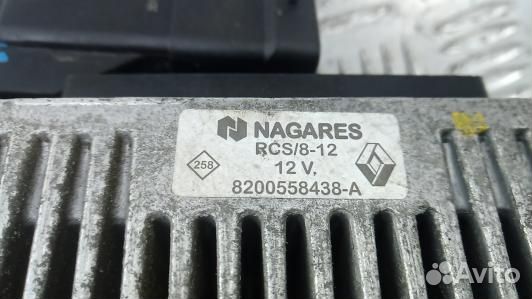 NAGARES
RCS/8-12
258
12 V,
8200558438-A
Avito